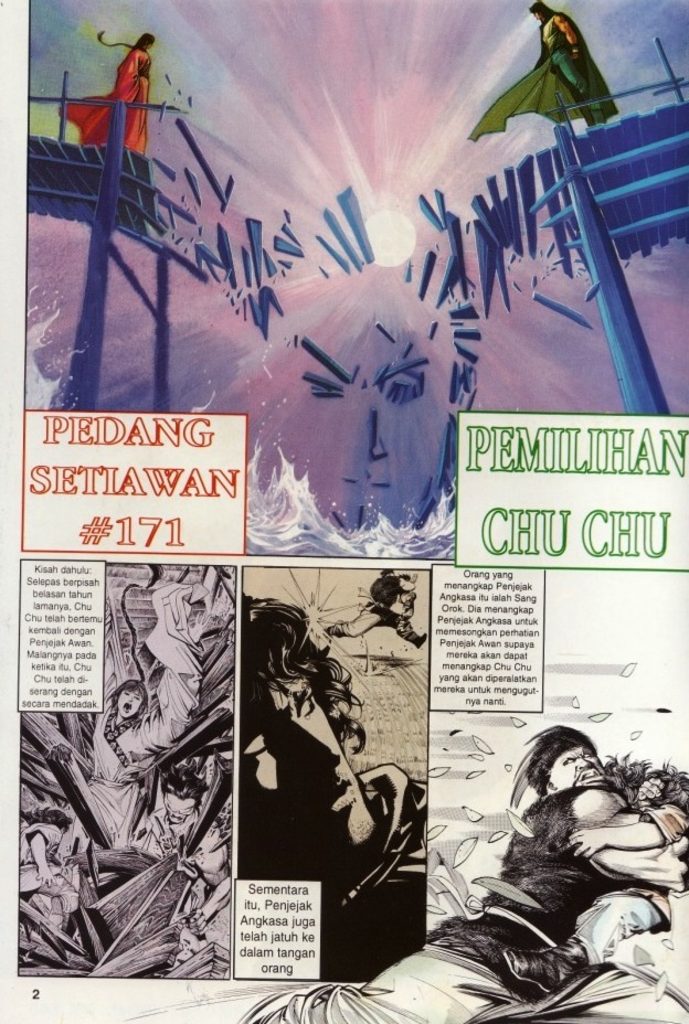 PEDANG
SETIAWAN
#171
PEMILIHAN
CHU CHU
Kisah dahulu:
Selepas berpisah
belasan tahun
lamanya, Chu
Chu telah bertemu
kembali dengan
Penjejak Awan.
Malangnya pada
ketika itu, Chu
Chu telah di-
serang dengan
secara mendadak.
Sementara
itu, Penjejak
Angkasa juga
telah jatuh ke
dalam tangan
orang
Orang yang
menangkap Penjejak
Angkasa itu ialah Sang
Orok. Dia menangkap
Penjejak Angkasa untuk
memesongkan perhatian
Penjejak Awan supaya
mereka akan dapat
menangkap Chu Chu
yang akan diperalatkan
mereka untuk mengugut-
nya nanti.
2